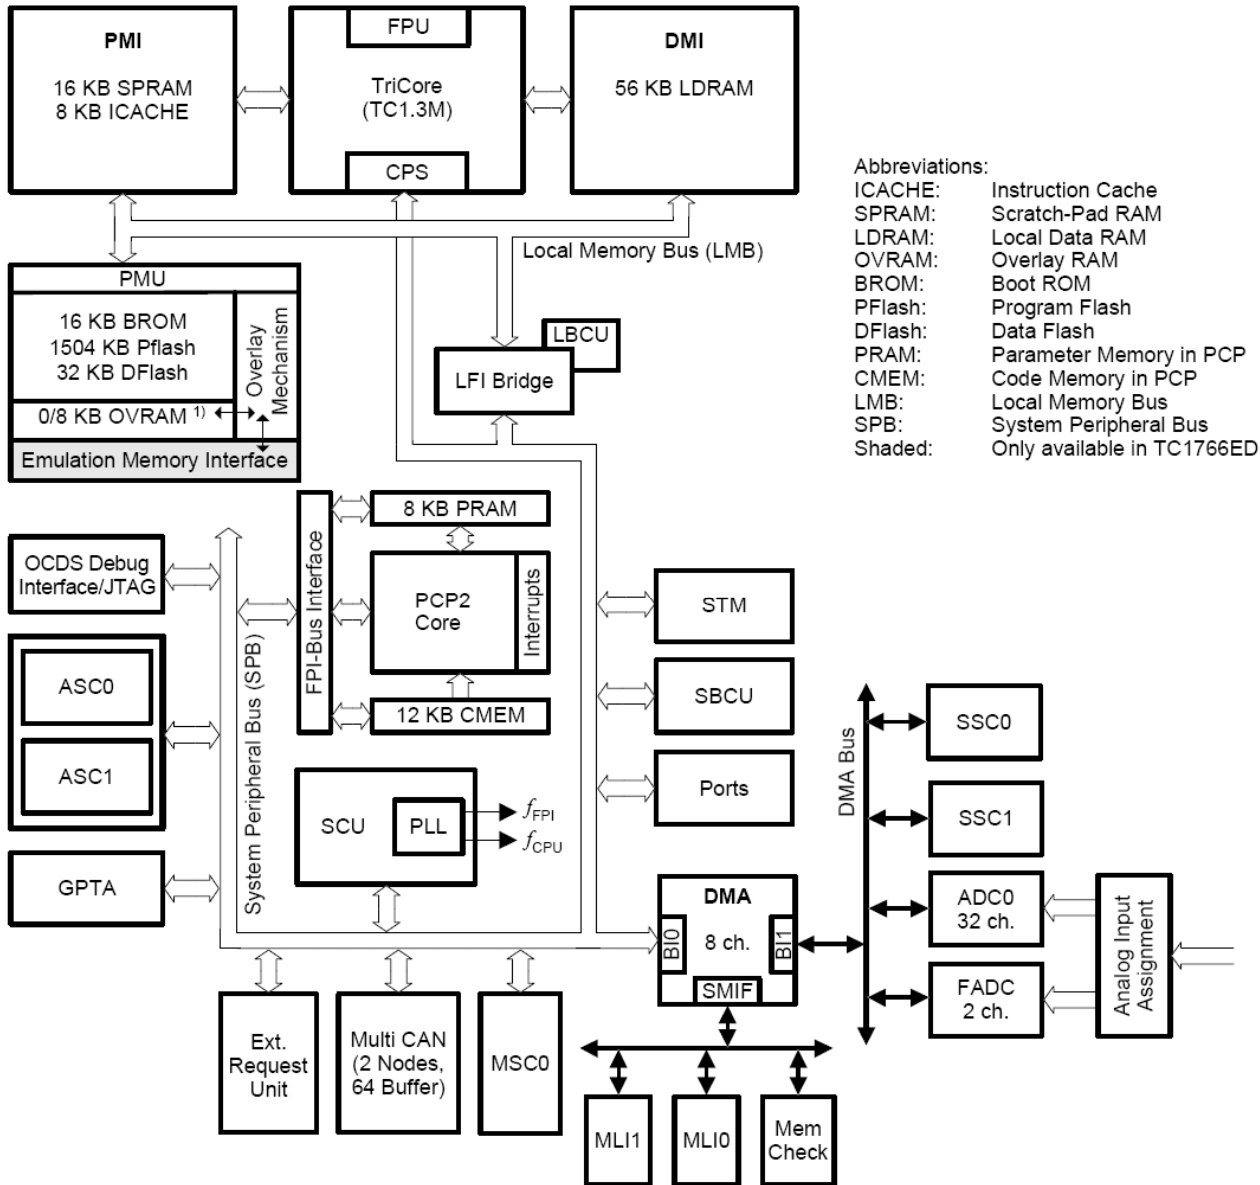 PMI
16 KB SPRAM
8 KB ICACHE
FPU
TriCore
(TC1.3M)
CPS
DMI
56 KB LDRAM
Abbreviations:
ICACHE: Instruction Cache
SPRAM: Scratch-Pad RAM
LDRAM: Local Data RAM
OVRAM: Overlay RAM
BROM: Boot ROM
PFlash: Program Flash
DFlash: Data Flash
PRAM: Parameter Memory in PCP
CMEM: Code Memory in PCP
LMB: Local Memory Bus
SPB: System Peripheral Bus
Shaded: Only available in TC1766ED
Local Memory Bus (LMB)
PMU
16 KB BROM
1504 KB Pflash
32 KB DFlash
Overlay
Mechanism
0/8 KB OVRAM 1)
Emulation Memory Interface
LBCU
LFI Bridge
OCDS Debug
Interface/JTAG
ASC0
ASC1
GPTA
System Peripheral Bus (SPB)
FPI-Bus Interface
8 KB PRAM
PCP2
Core
Interrupts
12 KB CMEM
SCU
PLL
fFPI
fCPU
STM
SBCU
Ports
DMA
BI0
8 ch.
BI1
SMIF
DMA Bus
SSC0
SSC1
ADC0
32 ch.
FADC
2 ch.
Analog Input
Assignment
Ext.
Request
Unit
Multi CAN
(2 Nodes,
64 Buffer)
MSC0
MLI1
MLI0
Mem
Check